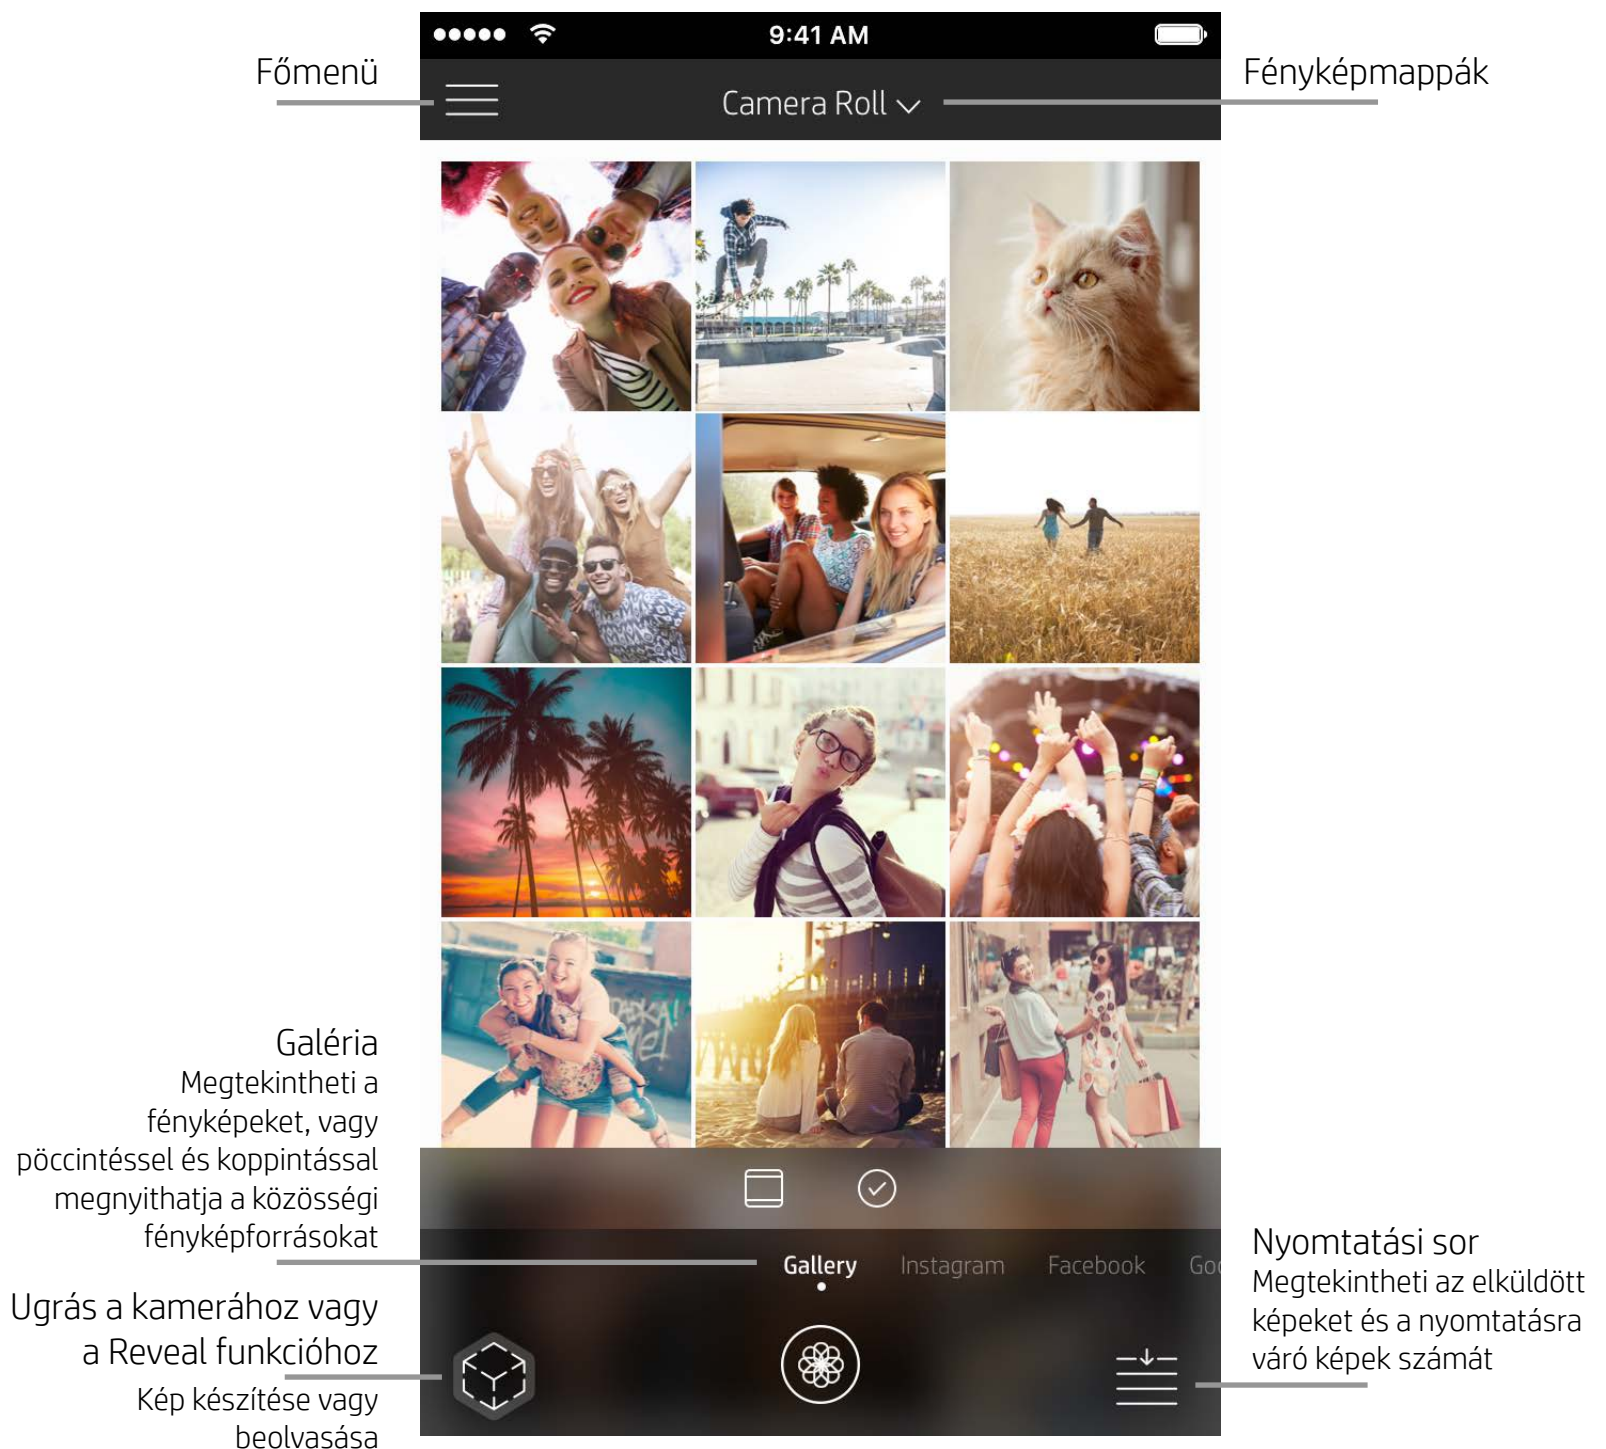 9:41 AM
Főmenü
Camera Roll
Fényképmappák
Galéria
Megtekintheti a
fényképeket, vagy
pöccintéssel és koppintással
megnyithatja a közösségi
fényképforrásokat
Gallery
Instagram
Facebook
Goo
Ugrás a kamerához vagy
a Reveal funkcióhoz
Kép készítése vagy
beolvasása
Nyomtatási sor
Megtekintheti az elküldött
képeket és a nyomtatásra
váró képek számát